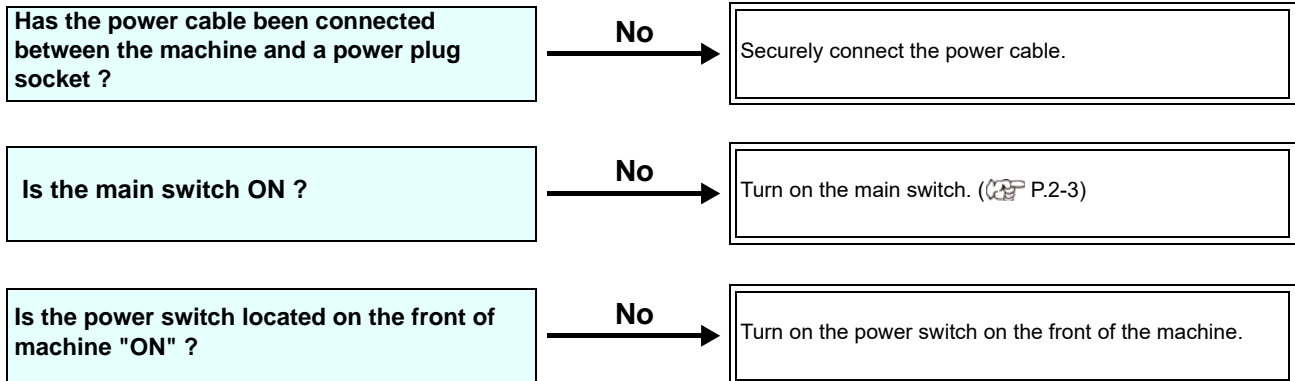 Has the power cable been connected
between the machine and a power plug
socket ?
No
Securely connect the power cable.
Is the main switch ON ?
No
Turn on the main switch. ( P.2-3)
Is the power switch located on the front of
machine "ON" ?
No
Turn on the power switch on the front of the machine.